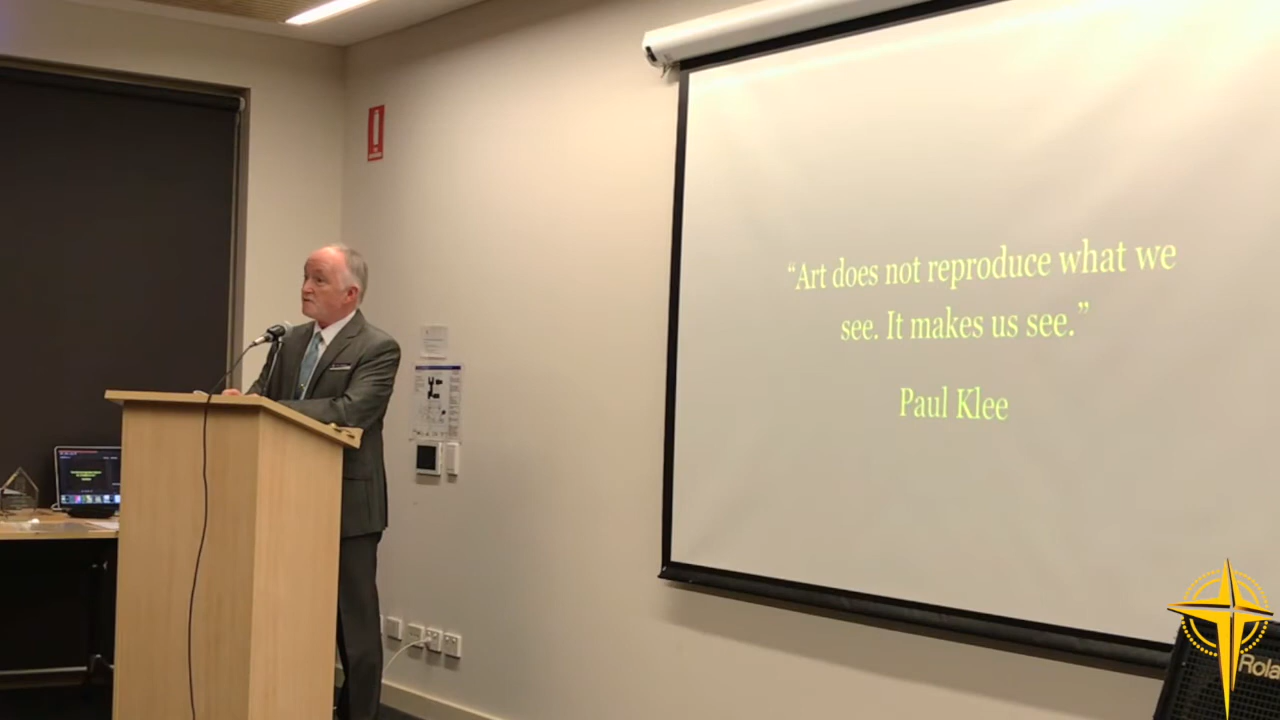 “Art does not reproduce what we
see. It makes us see.”
Paul Klee
Rola